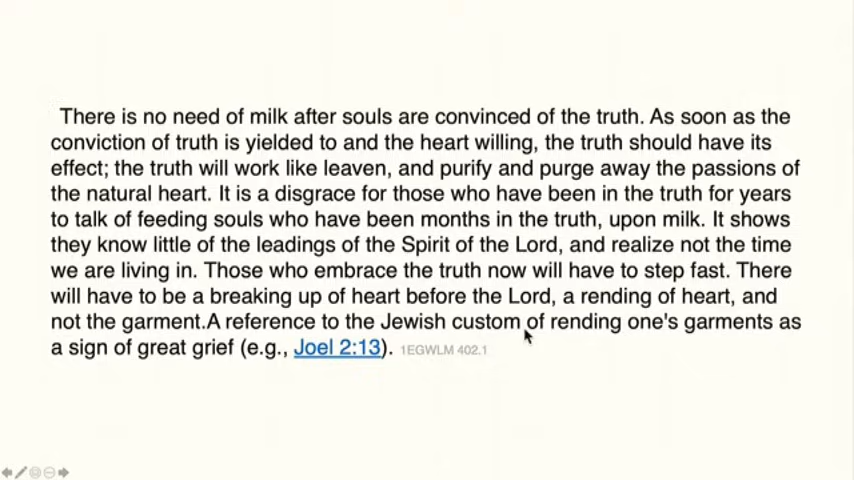 There is no need of milk after souls are convinced of the truth. As soon as the
conviction of truth is yielded to and the heart willing, the truth should have its
effect; the truth will work like leaven, and purify and purge away the passions of
the natural heart. It is a disgrace for those who have been in the truth for years
to talk of feeding souls who have been months in the truth, upon milk. It shows
they know little of the leadings of the Spirit of the Lord, and realize not the time
we are living in. Those who embrace the truth now will have to step fast. There
will have to be a breaking up of heart before the Lord, a rending of heart, and
not the garment.A reference to the Jewish custom of rending one's garments as
a sign of great grief (e.g., Joel 2:13). 1EGWLM 402.1